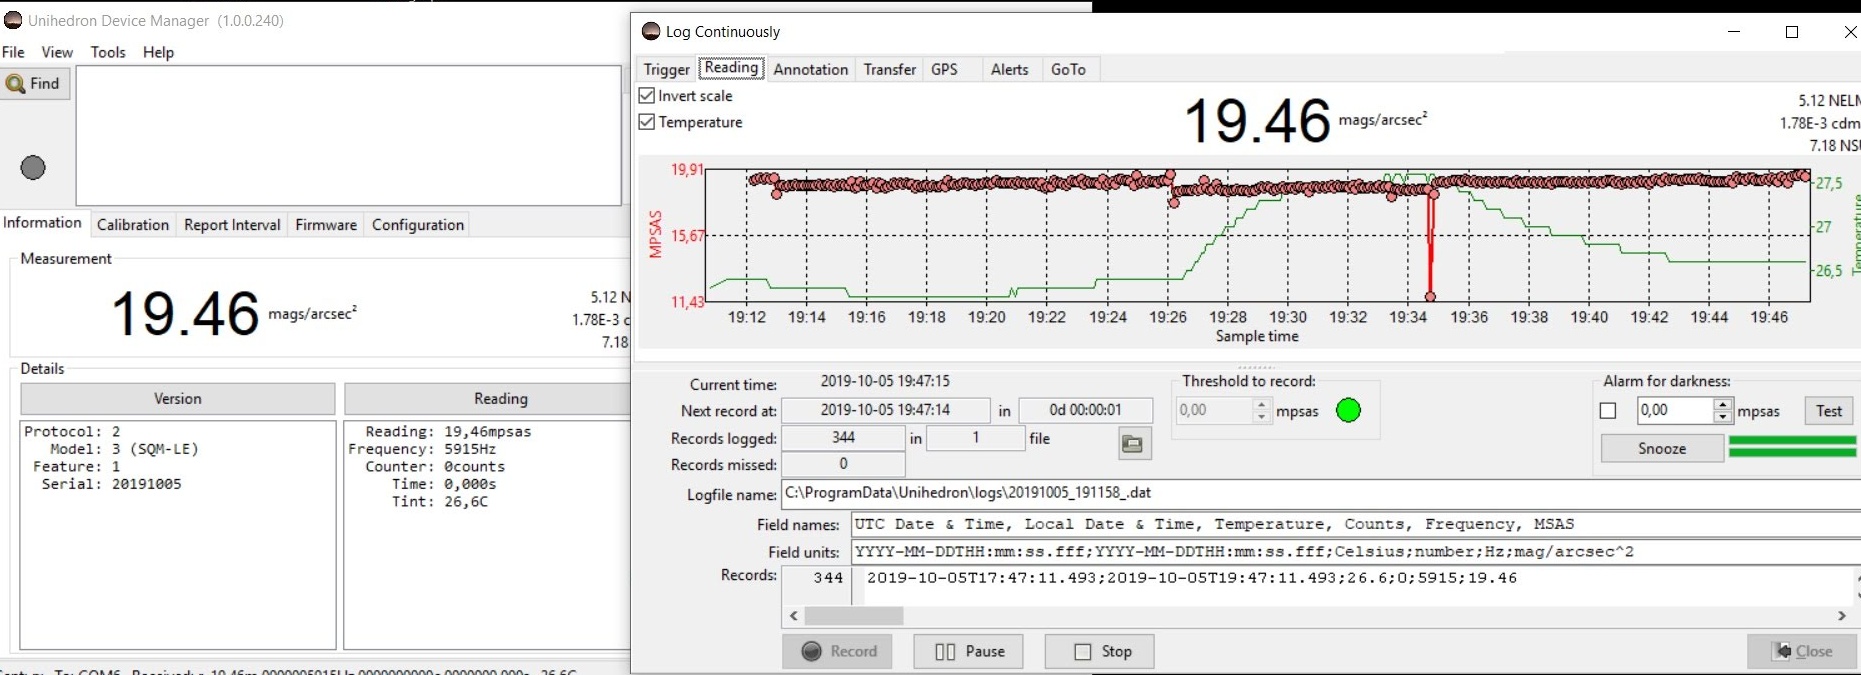 Unihedron Device Manager (1.0.0.240)
File View Tools Help
Find
Information Calibration Report Interval Firmware Configuration
Measurement
19.46 mags/arcsec²
5.12 N
1.78E-3 c
7.18
Details
Version Reading
Protocol: 2
Model: 3 (SQM-LE)
Feature: 1
Serial: 20191005
Reading: 19,46mpsas
Frequency: 5915Hz
Counter: 0counts
Time: 0,000s
Tint: 26,6C
Log Continuously
Trigger Reading Annotation Transfer GPS Alerts GoTo
Invert scale
Temperature
19.46 mags/arcsec²
5.12 NELM
1.78E-3 cdm
7.18 NSU
19,91
15,67
11,43
MPSAS
27,5
27
26,5
Temperature
19:12 19:14 19:16 19:18 19:20 19:22 19:24 19:26 19:28 19:30 19:32 19:34 19:36 19:38 19:40 19:42 19:44 19:46
Sample time
Current time: 2019-10-05 19:47:15
Next record at: 2019-10-05 19:47:14 in 0d 00:00:01
Records logged: 344 in 1 file
Records missed: 0
Threshold to record:
0,00 mpsas
Alarm for darkness:
0,00 mpsas Test
Snooze
Logfile name: C:\ProgramData\Unihedron\logs\20191005_191158_.dat
Field names: UTC Date & Time, Local Date & Time, Temperature, Counts, Frequency, MSAS
Field units: YYYY-MM-DDTHH:mm:ss.fff;YYYY-MM-DDTHH:mm:ss.fff;Celsius;number;Hz;mag/arcsec^2
Records: 344 2019-10-05T17:47:11.493;2019-10-05T19:47:11.493;26.6;0;5915;19.46
Record Pause Stop Close